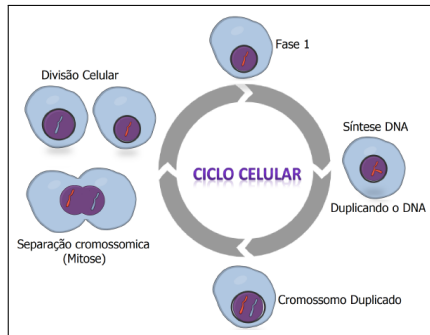 Fase 1
Divisão Celular
Síntese DNA
CICLO CELULAR
Duplicando o DNA
Separação cromossomica
(Mitose)
Cromossomo Duplicado